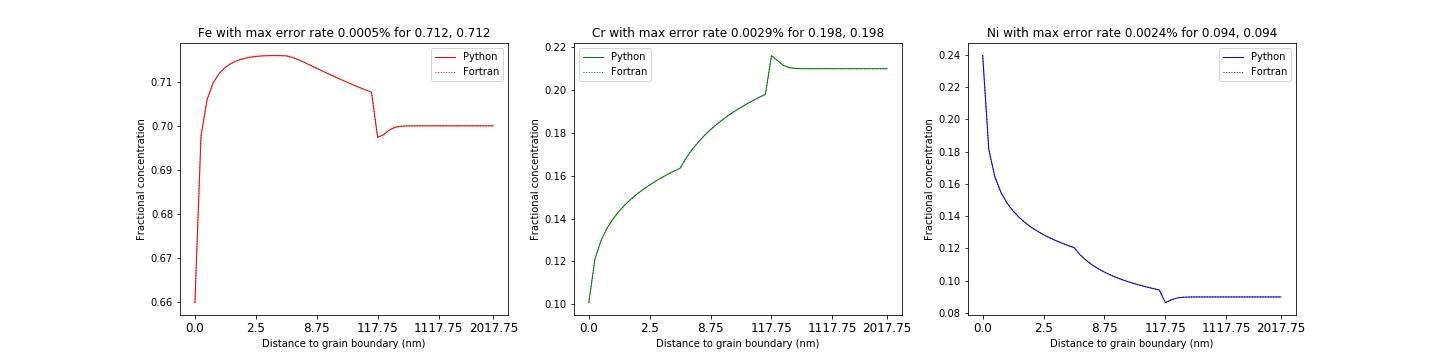 Fe with max error rate 0.0005% for 0.712, 0.712
Python
Fortran
Fractional concentration
0.71
0.70
0.69
0.68
0.67
0.66
0.0 2.5 8.75 117.75 1117.75 2017.75
Distance to grain boundary (nm)
Cr with max error rate 0.0029% for 0.198, 0.198
Python
Fortran
Fractional concentration
0.22
0.20
0.18
0.16
0.14
0.12
0.10
0.0 2.5 8.75 117.75 1117.75 2017.75
Distance to grain boundary (nm)
Ni with max error rate 0.0024% for 0.094, 0.094
Python
Fortran
Fractional concentration
0.24
0.22
0.20
0.18
0.16
0.14
0.12
0.10
0.08
0.0 2.5 8.75 117.75 1117.75 2017.75
Distance to grain boundary (nm)